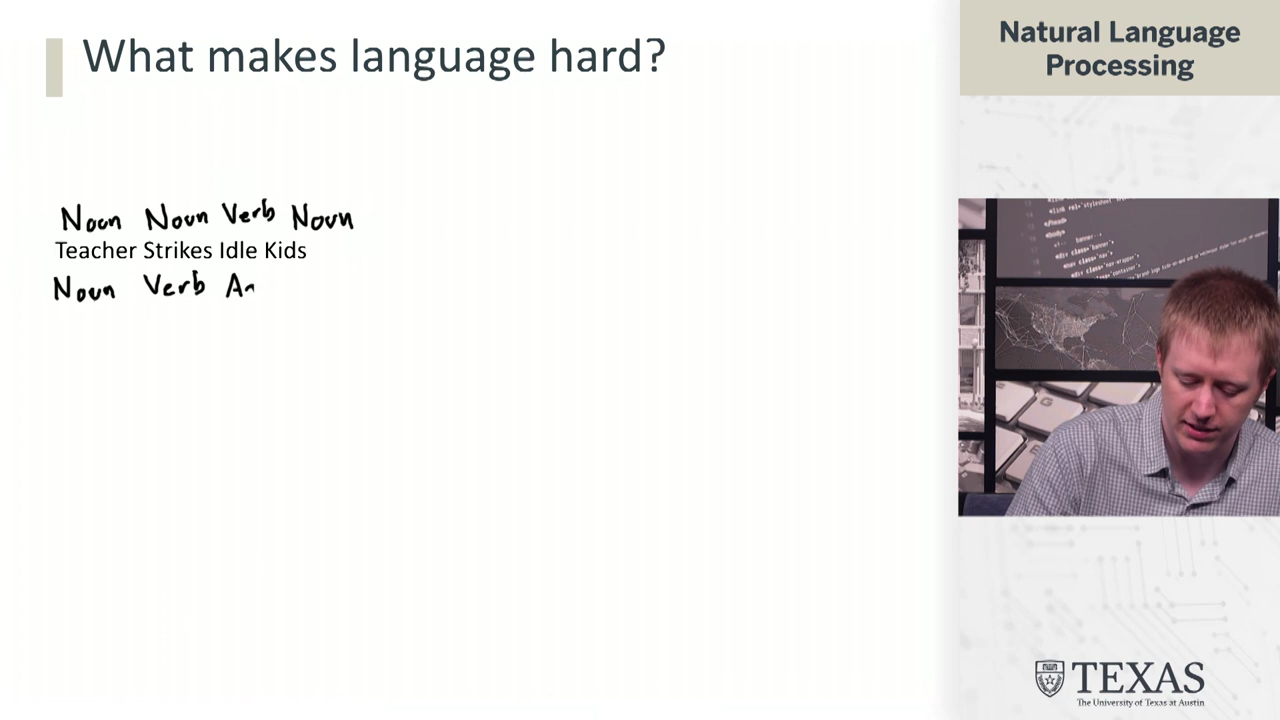 What makes language hard?
Natural Language
Processing
Noun Noun Verb Noun
Teacher Strikes Idle Kids
Noun Verb
TEXAS
The University of Texas at Austin